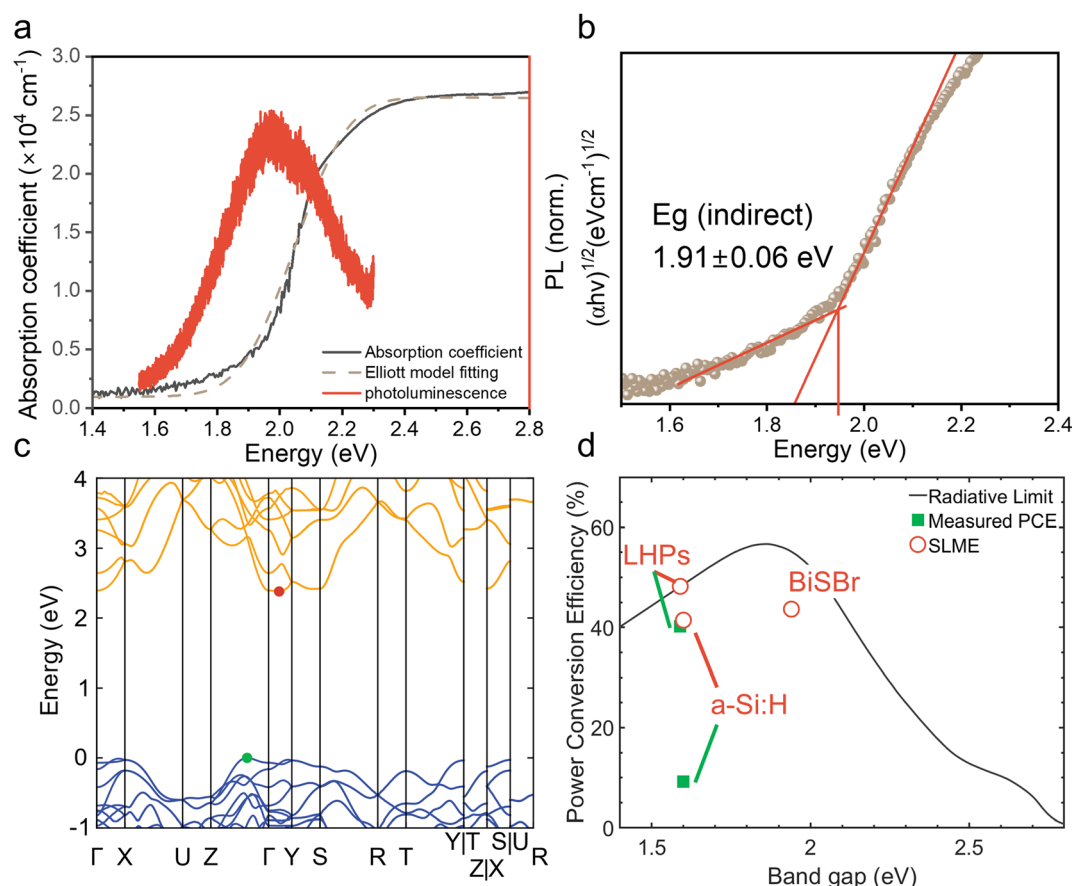 a
Absorption coefficient (×10⁴ cm⁻¹)
3.0
2.5
2.0
1.5
1.0
0.5
0.0
Absorption coefficient
Elliott model fitting
photoluminescence
1.4 1.6 1.8 2.0 2.2 2.4 2.6 2.8
Energy (eV)
b
PL (norm.)
(αhv)¹/²(eVcm⁻¹)¹/²
Eg (indirect)
1.91±0.06 eV
1.6 1.8 2.0 2.2 2.4
Energy (eV)
c
Energy (eV)
4
3
2
1
0
-1
Γ X U Z Γ Y S R T Y|T Z|X S|U R
d
Power Conversion Efficiency (%)
60
40
20
0
Radiative Limit
Measured PCE
SLME
LHPs
BiSBr
a-Si:H
1.5 2 2.5
Band gap (eV)